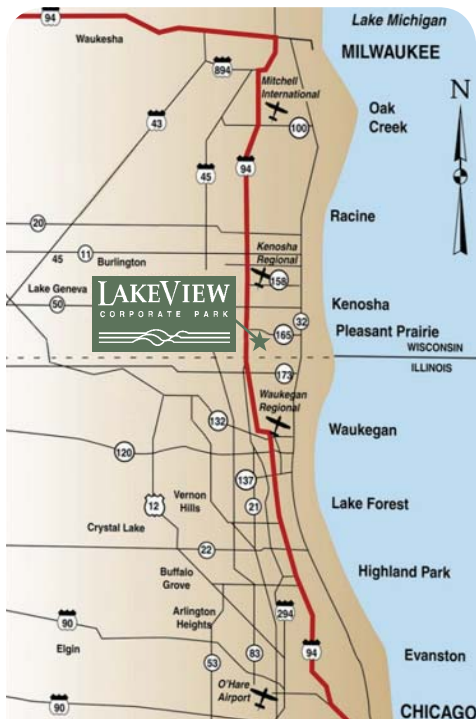 94
Waukesha
Lake Michigan
MILWAUKEE
894
Mitchell
International
Oak
Creek
N
43
100
45
94
20
Racine
11
45
Burlington
Kenosha
Regional
158
Lake Geneva
50
LAKEVIEW
CORPORATE PARK
Kenosha
32
165
Pleasant Prairie
WISCONSIN
ILLINOIS
173
Waukegan
Regional
132
Waukegan
120
137
Vernon
Hills
12
21
Lake Forest
Crystal Lake
22
Buffalo
Grove
Highland Park
Arlington
Heights
294
90
Elgin
94
53
83
Evanston
O'Hare
Airport
90
CHICAGO